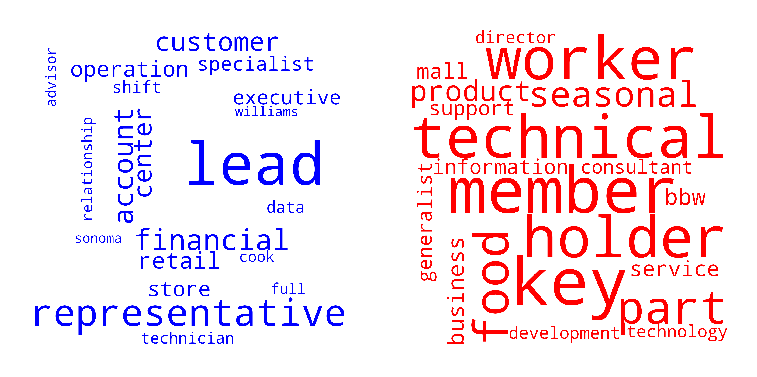 customer
operation
specialist
advisor
shift
executive
williams
account
center
relationship
lead
data
sonoma
financial
retail
cook
store
full
representative
technician
director
worker
mall
product
seasonal
support
technical
information
consultant
generalist
member
bbw
holder
business
food
key
service
part
development
technology